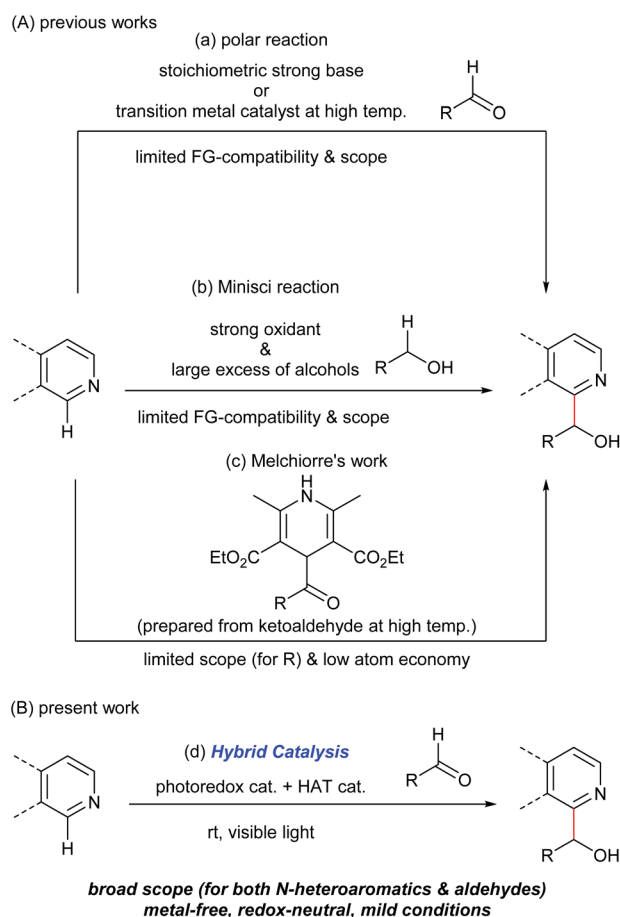 (A) previous works
(a) polar reaction
stoichiometric strong base
or
transition metal catalyst at high temp.
H
R
O
limited FG-compatibility & scope
(b) Minisci reaction
strong oxidant
&
large excess of alcohols
H
R
OH
limited FG-compatibility & scope
N
H
N
R
OH
(c) Melchiorre's work
H
N
EtO2C
CO2Et
R
O
(prepared from ketoaldehyde at high temp.)
limited scope (for R) & low atom economy
(B) present work
(d) Hybrid Catalysis
photoredox cat. + HAT cat.
H
R
O
rt, visible light
N
H
N
R
OH
broad scope (for both N-heteroaromatics & aldehydes)
metal-free, redox-neutral, mild conditions